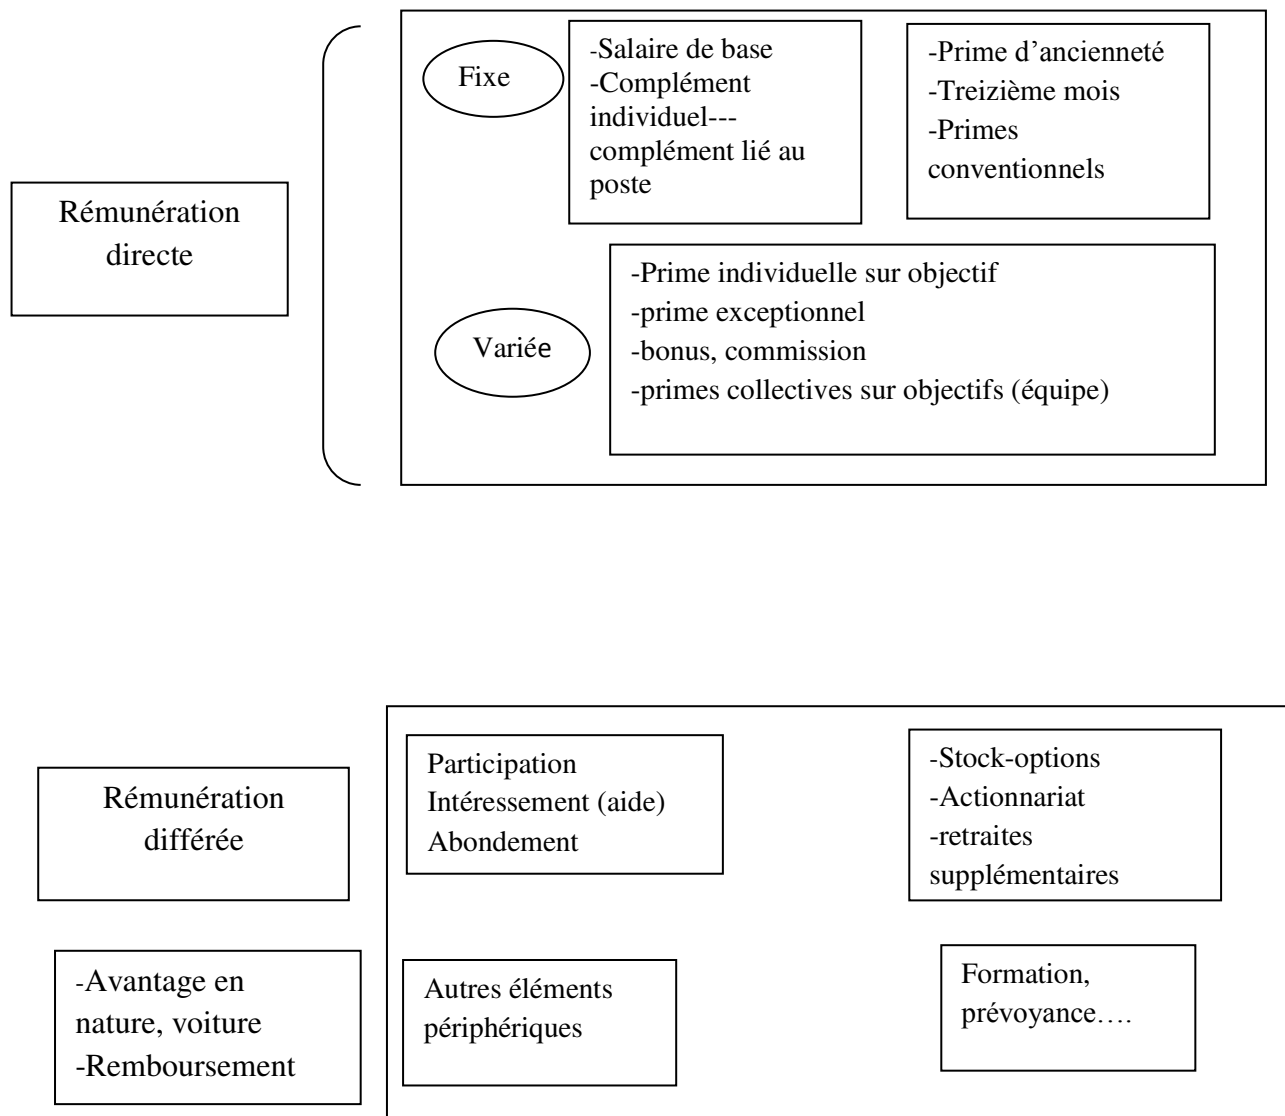 Rémunération
directe
Fixe
-Salaire de base
-Complément
individuel---
complément lié au
poste
-Prime d’ancienneté
-Treizième mois
-Primes
conventionnels
Variée
-Prime individuelle sur objectif
-prime exceptionnel
-bonus, commission
-primes collectives sur objectifs (équipe)
Rémunération
différée
Participation
Intéressement (aide)
Abondement
-Stock-options
-Actionnariat
-retraites
supplémentaires
-Avantage en
nature, voiture
-Remboursement
Autres éléments
périphériques
Formation,
prévoyance….